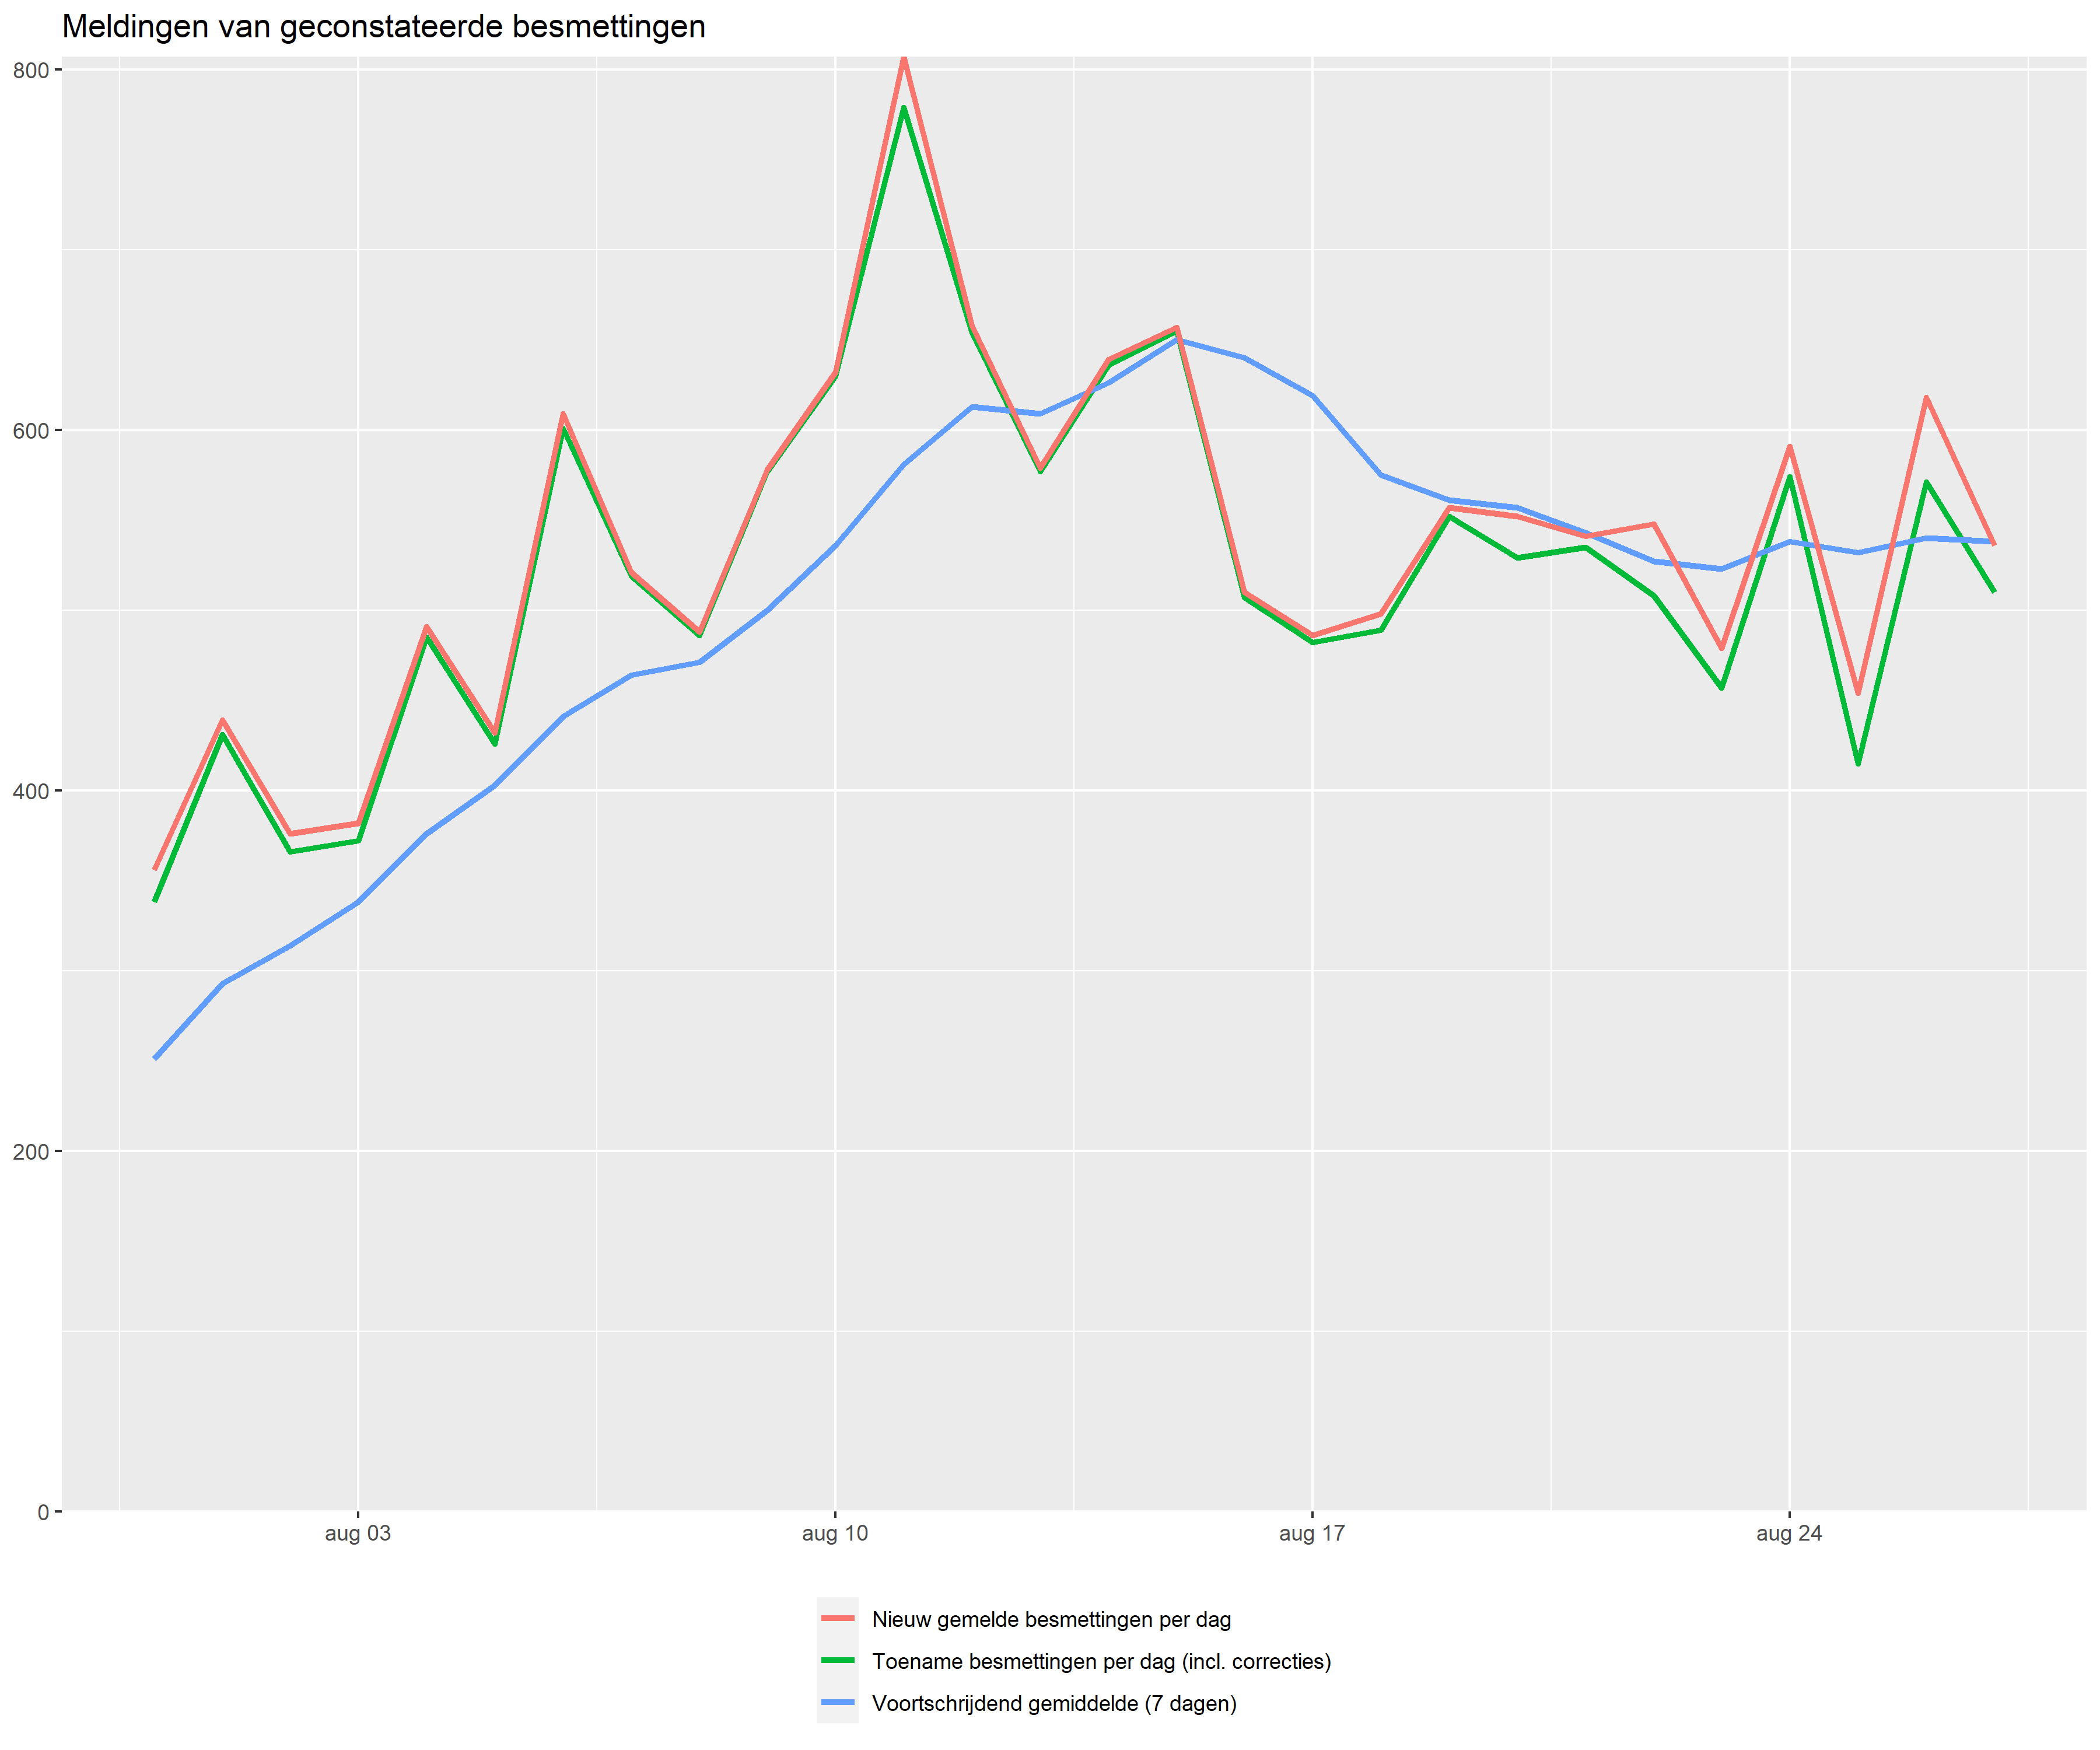 Meldingen van geconstateerde besmettingen
800
600
400
200
0
aug 03 aug 10 aug 17 aug 24
Nieuw gemelde besmettingen per dag
Toename besmettingen per dag (incl. correcties)
Voortschrijdend gemiddelde (7 dagen)